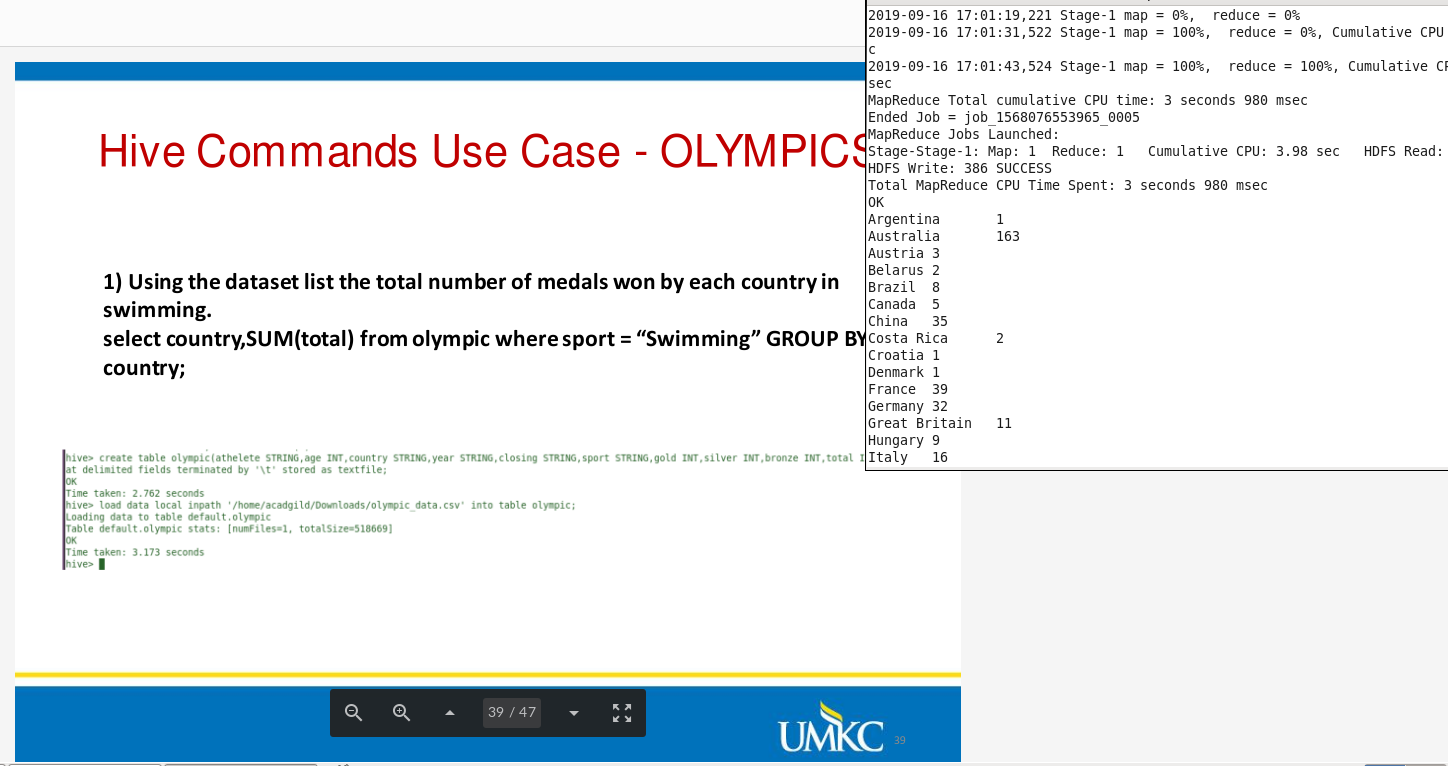 Hive Commands Use Case - OLYMPICS
1) Using the dataset list the total number of medals won by each country in
swimming.
select country,SUM(total) from olympic where sport = “Swimming” GROUP BY
country;
hive> create table olympic(athelete STRING,age INT,country STRING,year STRING,closing STRING,sport STRING,gold INT,silver INT,bronze INT,total
at delimited fields terminated by '\t' stored as textfile;
OK
Time taken: 2.762 seconds
hive> load data local inpath '/home/acadgild/Downloads/olympic_data.csv' into table olympic;
Loading data to table default.olympic
Table default.olympic stats: [numFiles=1, totalSize=518669]
OK
Time taken: 3.173 seconds
hive>
39 / 47
UMKC
39
2019-09-16 17:01:19,221 Stage-1 map = 0%,  reduce = 0%
2019-09-16 17:01:31,522 Stage-1 map = 100%,  reduce = 0%, Cumulative CPU
c
2019-09-16 17:01:43,524 Stage-1 map = 100%,  reduce = 100%, Cumulative CP
sec
MapReduce Total cumulative CPU time: 3 seconds 980 msec
Ended Job = job_1568076553965_0005
MapReduce Jobs Launched:
Stage-Stage-1: Map: 1  Reduce: 1   Cumulative CPU: 3.98 sec   HDFS Read:
HDFS Write: 386 SUCCESS
Total MapReduce CPU Time Spent: 3 seconds 980 msec
OK
Argentina       1
Australia       163
Austria 3
Belarus 2
Brazil  8
Canada  5
China   35
Costa Rica      2
Croatia 1
Denmark 1
France  39
Germany 32
Great Britain   11
Hungary 9
Italy   16